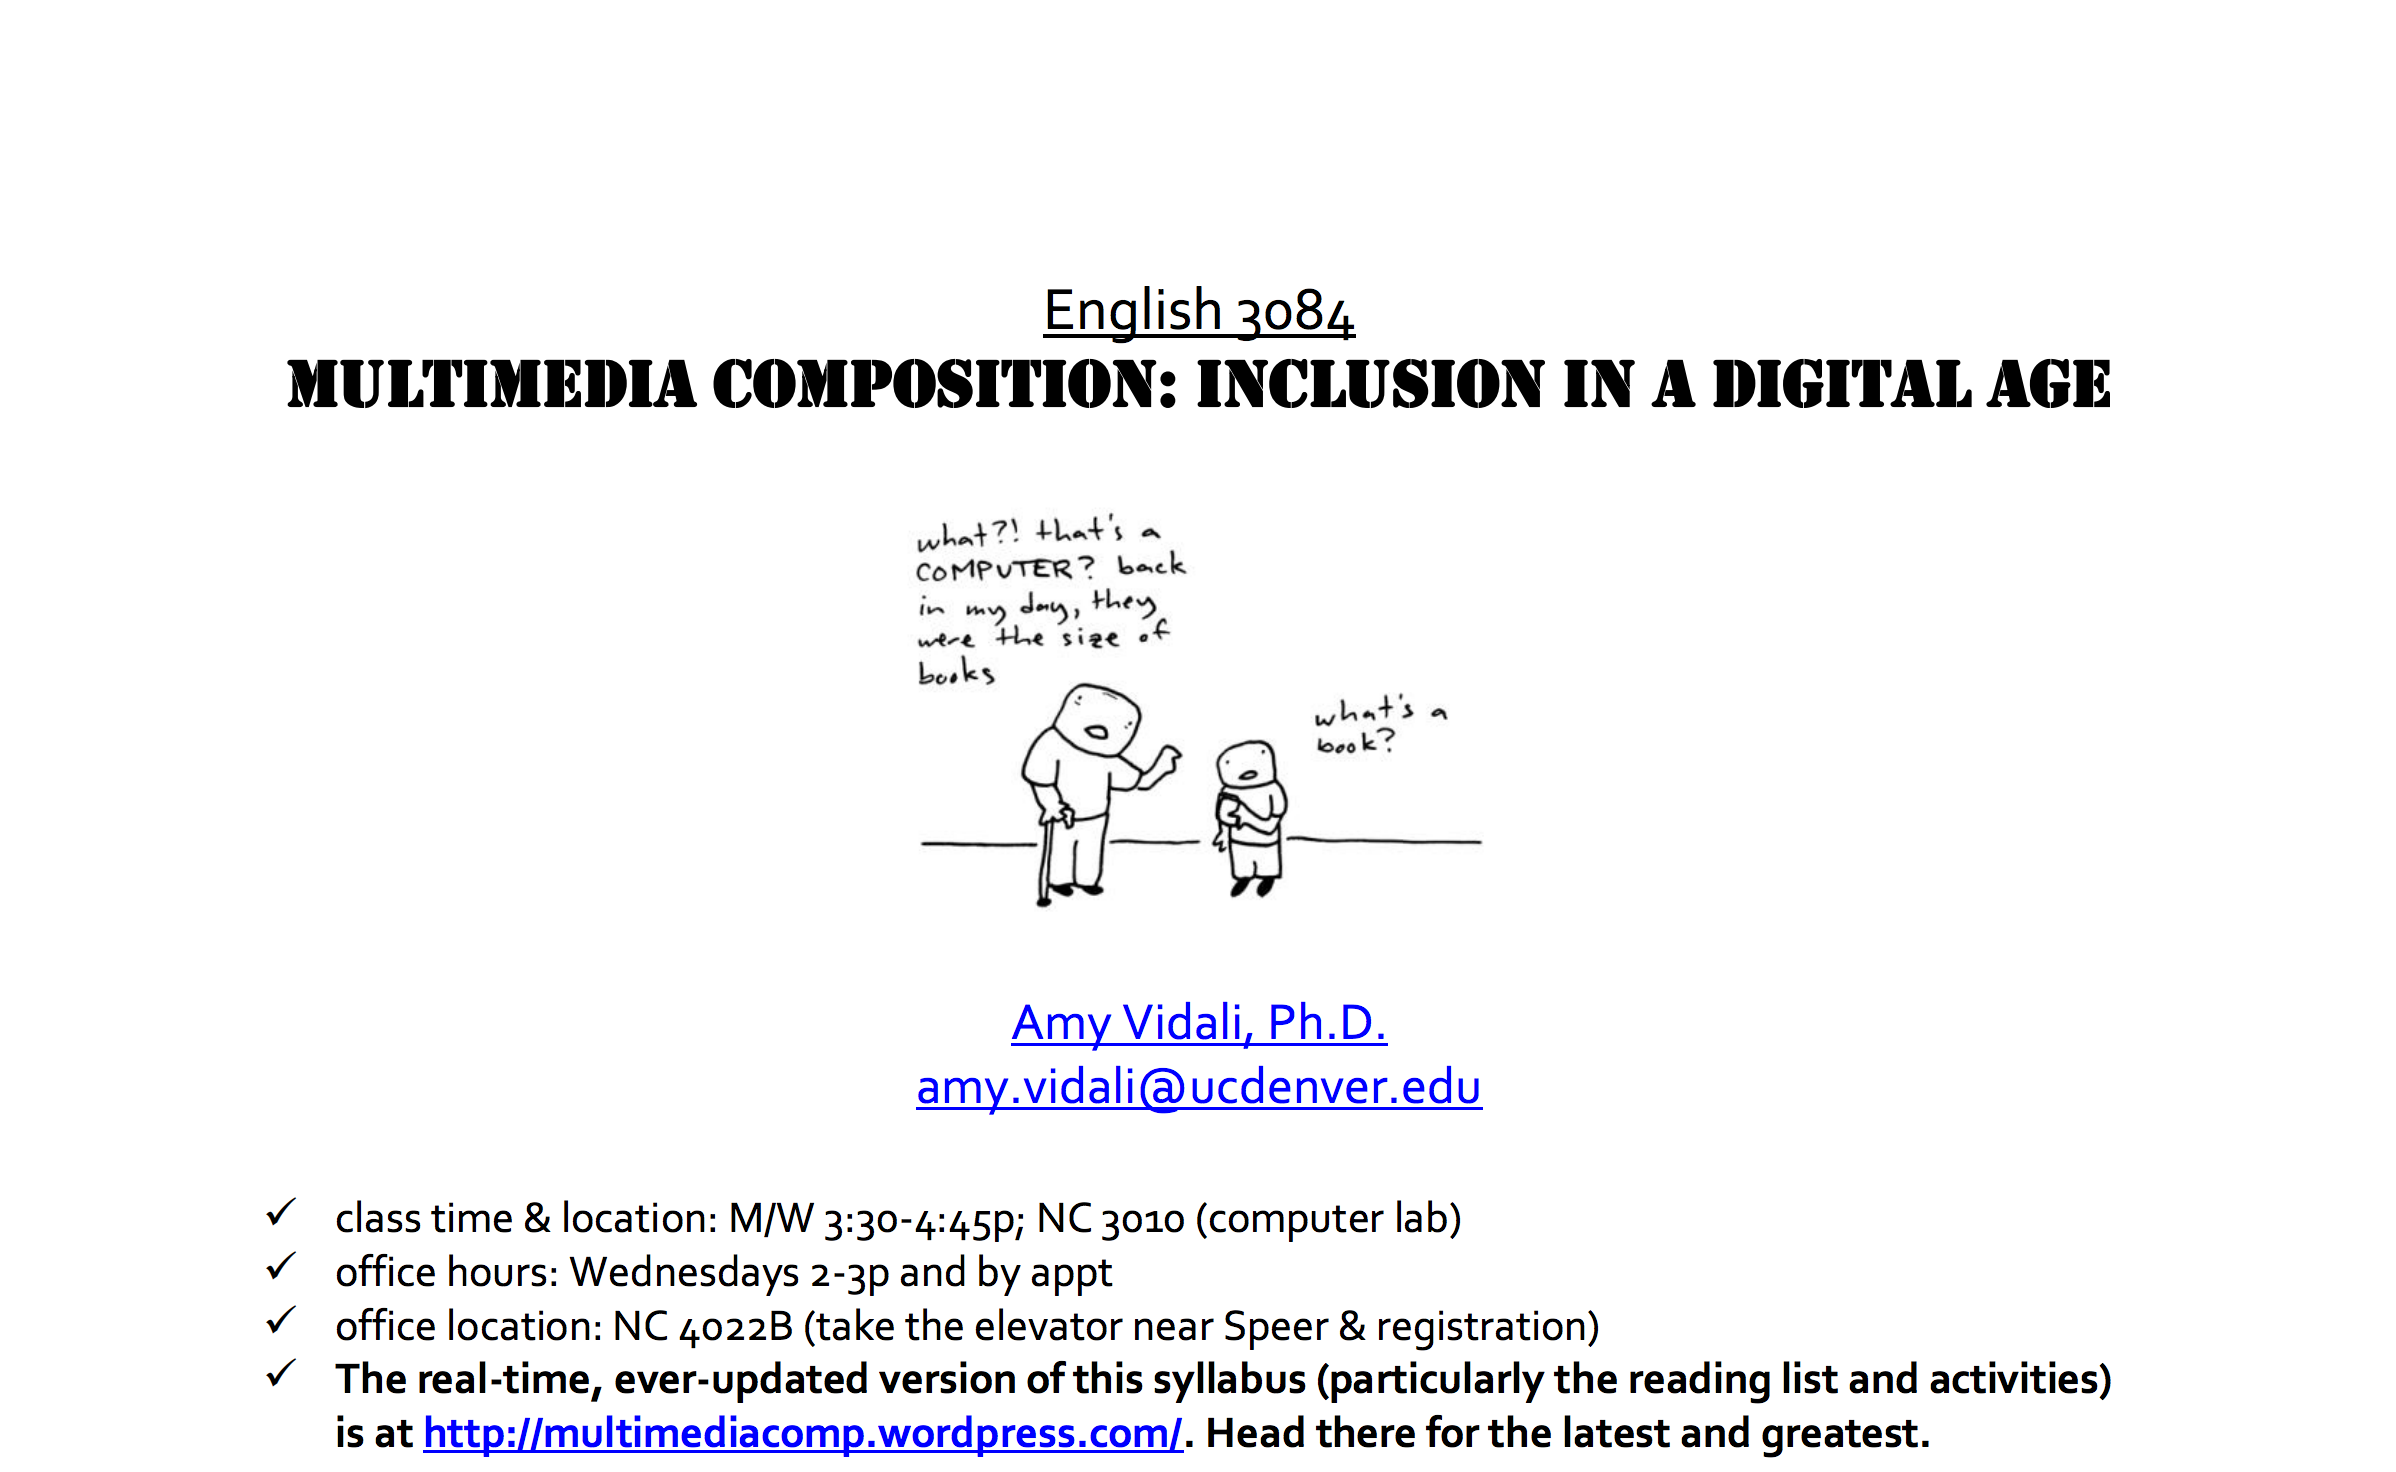 English 3084
MULTIMEDIA COMPOSITION: INCLUSION IN A DIGITAL AGE
what?! that's a
COMPUTER? back
in my day, they
were the size of
books
what's a
book?
Amy Vidali, Ph.D.
amy.vidali@ucdenver.edu
✓ class time & location: M/W 3:30-4:45p; NC 3010 (computer lab)
✓ office hours: Wednesdays 2-3p and by appt
✓ office location: NC 4022B (take the elevator near Speer & registration)
✓ The real-time, ever-updated version of this syllabus (particularly the reading list and activities)
is at http://multimediacomp.wordpress.com/. Head there for the latest and greatest.